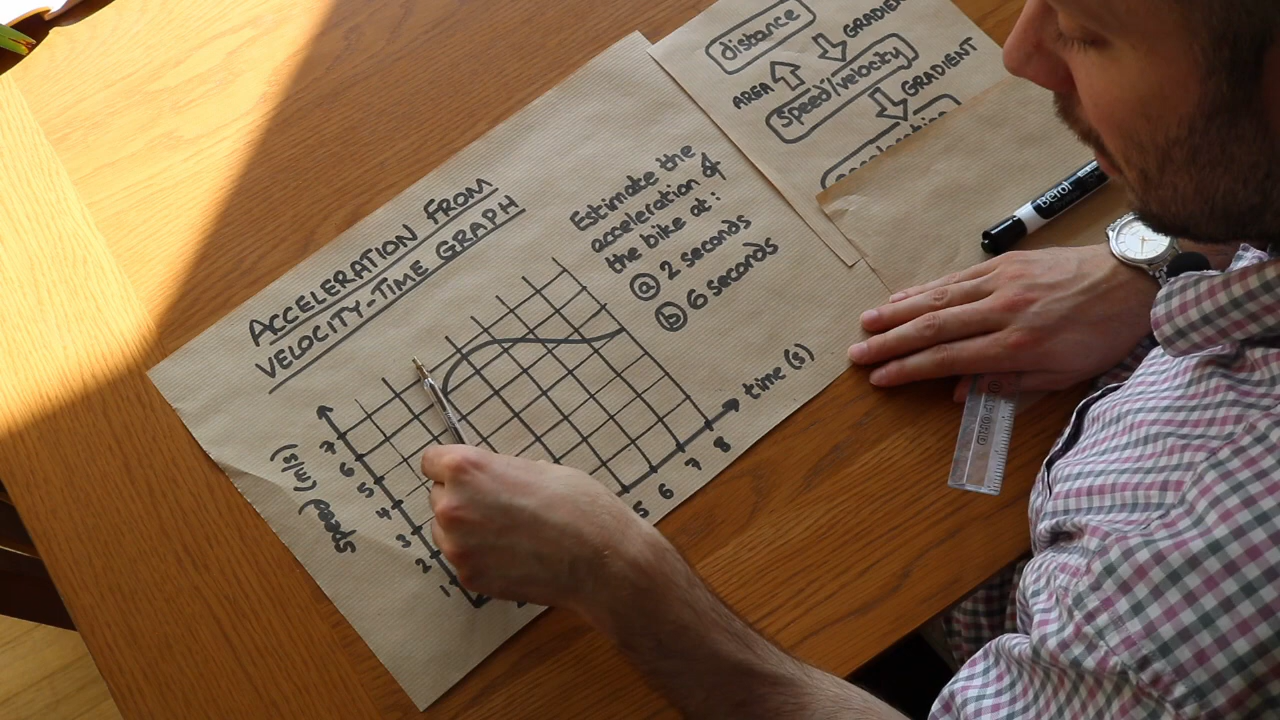 distance
GRADIENT
AREA
speed/velocity
GRADIENT
ACCELERATION FROM
VELOCITY-TIME GRAPH
Estimate the
acceleration of
the bike at:
(a) 2 seconds
(b) 6 seconds
speed (m/s)
7
6
5
4
3
2
1
5
6
7
8
time (s)
Berol
OXFORD